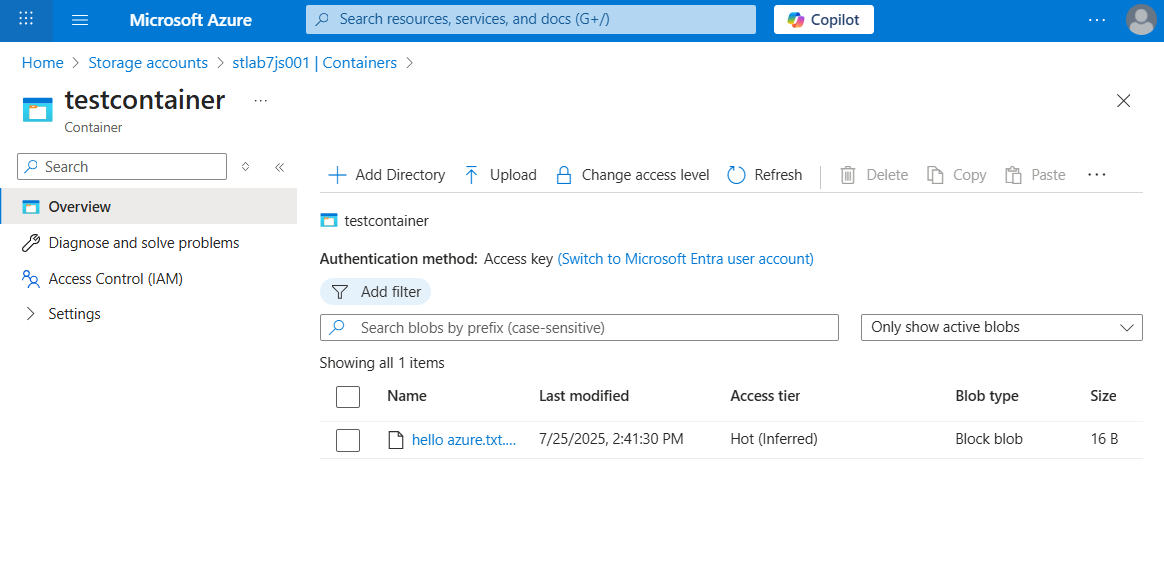 Microsoft Azure
Search resources, services, and docs (G+/)
Copilot
Home > Storage accounts > stlab7js001 | Containers >
testcontainer
Container
Search
Overview
Diagnose and solve problems
Access Control (IAM)
Settings
Add Directory Upload Change access level Refresh Delete Copy Paste
testcontainer
Authentication method: Access key (Switch to Microsoft Entra user account)
Add filter
Search blobs by prefix (case-sensitive) Only show active blobs
Showing all 1 items
Name Last modified Access tier Blob type Size
hello azure.txt.... 7/25/2025, 2:41:30 PM Hot (Inferred) Block blob 16 B